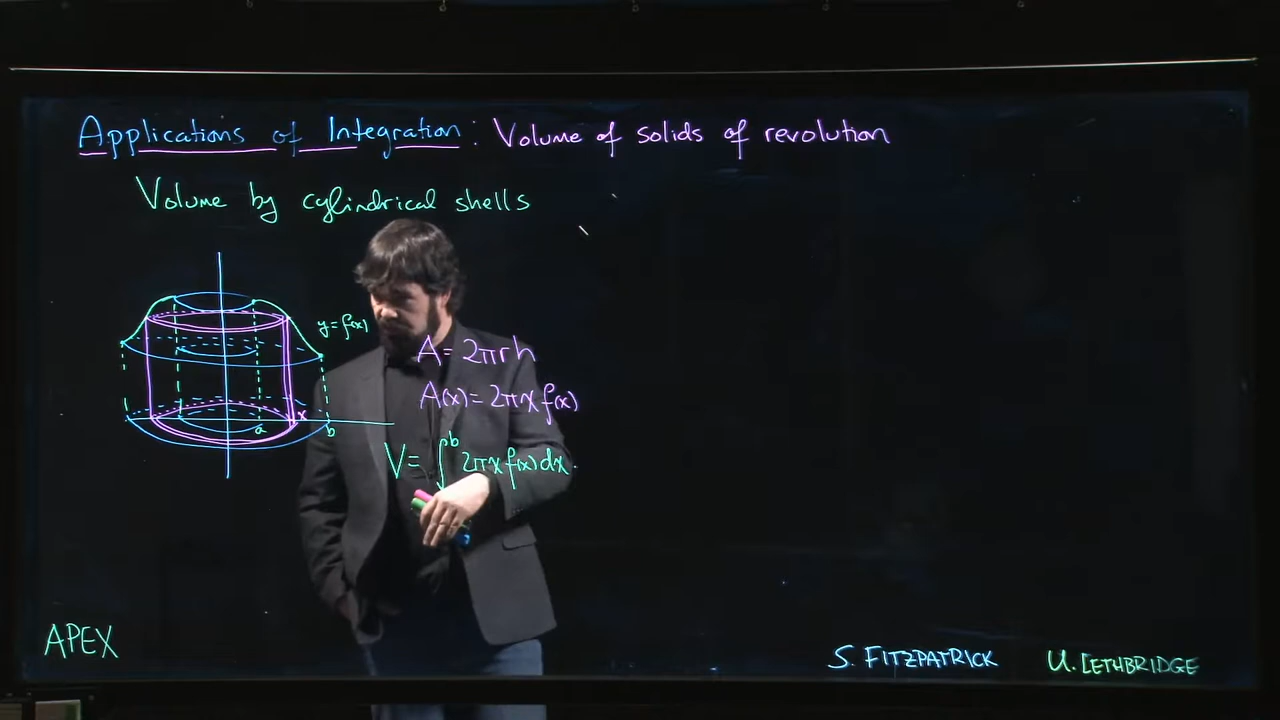 Applications of Integration: Volume of solids of revolution
Volume by cylindrical shells
y=f(x)
A=2πrh
A(x)=2πx f(x)
x
a
b
V=∫ᵇ 2πx f(x) dx.
APEX
S. FITZPATRICK
U. LETHBRIDGE